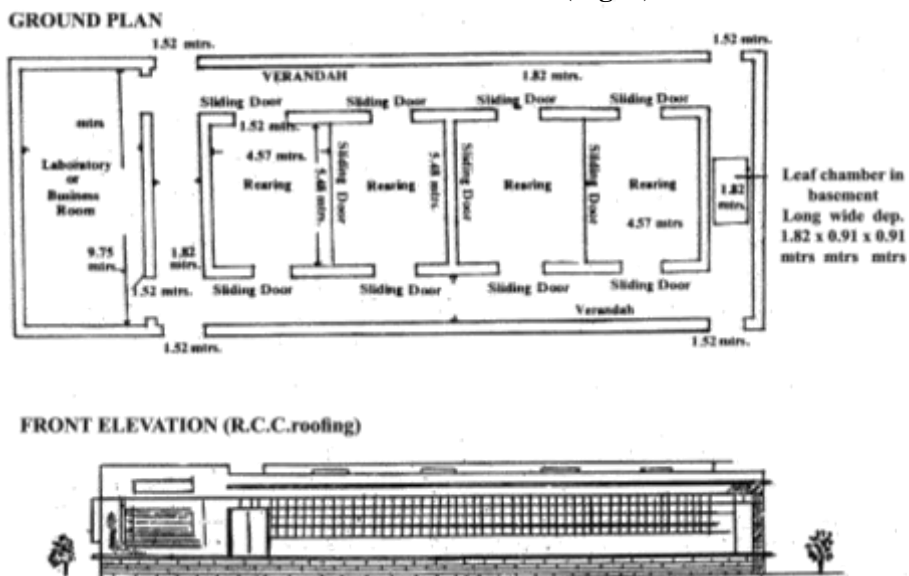 GROUND PLAN
1.52 mtrs.
1.52 mtrs.
VERANDAH
1.82 mtrs.
Sliding Door
Sliding Door
Sliding Door
Sliding Door
mtrs
1.52 mtrs.
4.57 mtrs.
Laboratory
or
Business
Room
Rearing
5.48 mtrs.
Sliding Door
Rearing
5.48 mtrs.
Sliding Door
Rearing
Sliding Door
Rearing
4.57 mtrs
1.82
mtrs.
Leaf chamber in
basement
Long wide dep.
1.82 x 0.91 x 0.91
mtrs mtrs mtrs
9.75
mtrs.
1.82
mtrs.
1.52 mtrs.
Sliding Door
Sliding Door
Sliding Door
Sliding Door
Verandah
1.52 mtrs.
1.52 mtrs.
FRONT ELEVATION (R.C.C.roofing)